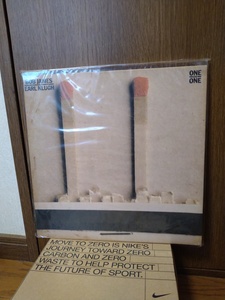 BOB JAMES
EARL KLUGH
ONE
ON
ONE
MOVE TO ZERO IS NIKE'S
JOURNEY TOWARD ZERO
CARBON AND ZERO
WASTE TO HELP PROTECT
THE FUTURE OF SPORT.